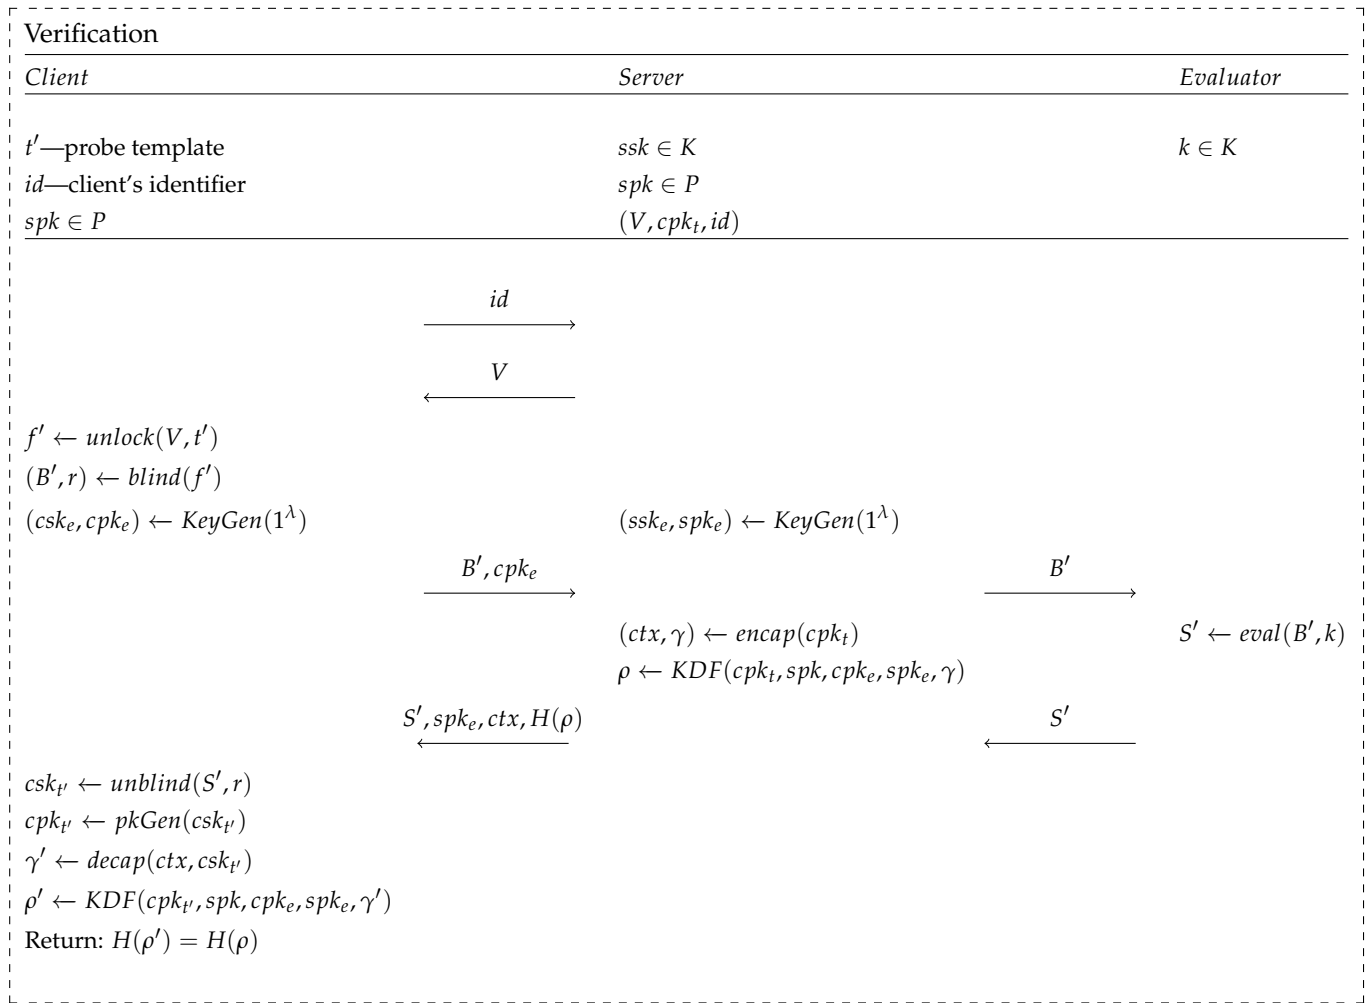 Verification
Client Server Evaluator
t′—probe template ssk ∈ K k ∈ K
id—client's identifier spk ∈ P
spk ∈ P (V, cpk_t, id)
id
V
f′ ← unlock(V, t′)
(B′, r) ← blind(f′)
(csk_e, cpk_e) ← KeyGen(1^λ) (ssk_e, spk_e) ← KeyGen(1^λ)
B′, cpk_e B′
(ctx, γ) ← encap(cpk_t) S′ ← eval(B′, k)
ρ ← KDF(cpk_t, spk, cpk_e, spk_e, γ)
S′, spk_e, ctx, H(ρ) S′
csk_t′ ← unblind(S′, r)
cpk_t′ ← pkGen(csk_t′)
γ′ ← decap(ctx, csk_t′)
ρ′ ← KDF(cpk_t′, spk, cpk_e, spk_e, γ′)
Return: H(ρ′) = H(ρ)